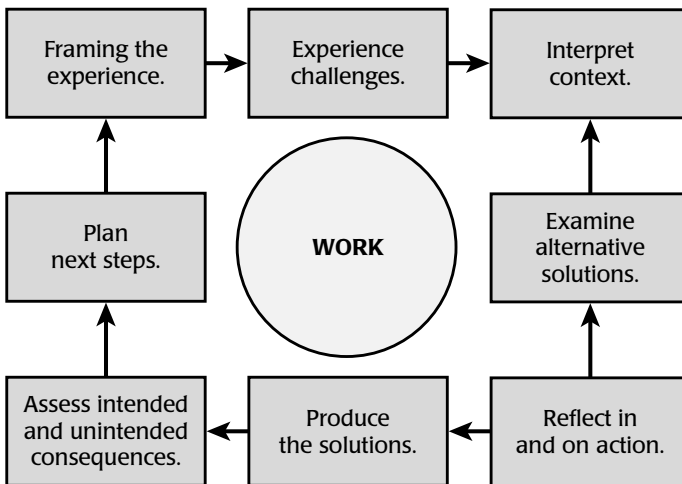 Framing the
experience.
Experience
challenges.
Interpret
context.
Plan
next steps.
WORK
Examine
alternative
solutions.
Assess intended
and unintended
consequences.
Produce
the solutions.
Reflect in
and on action.